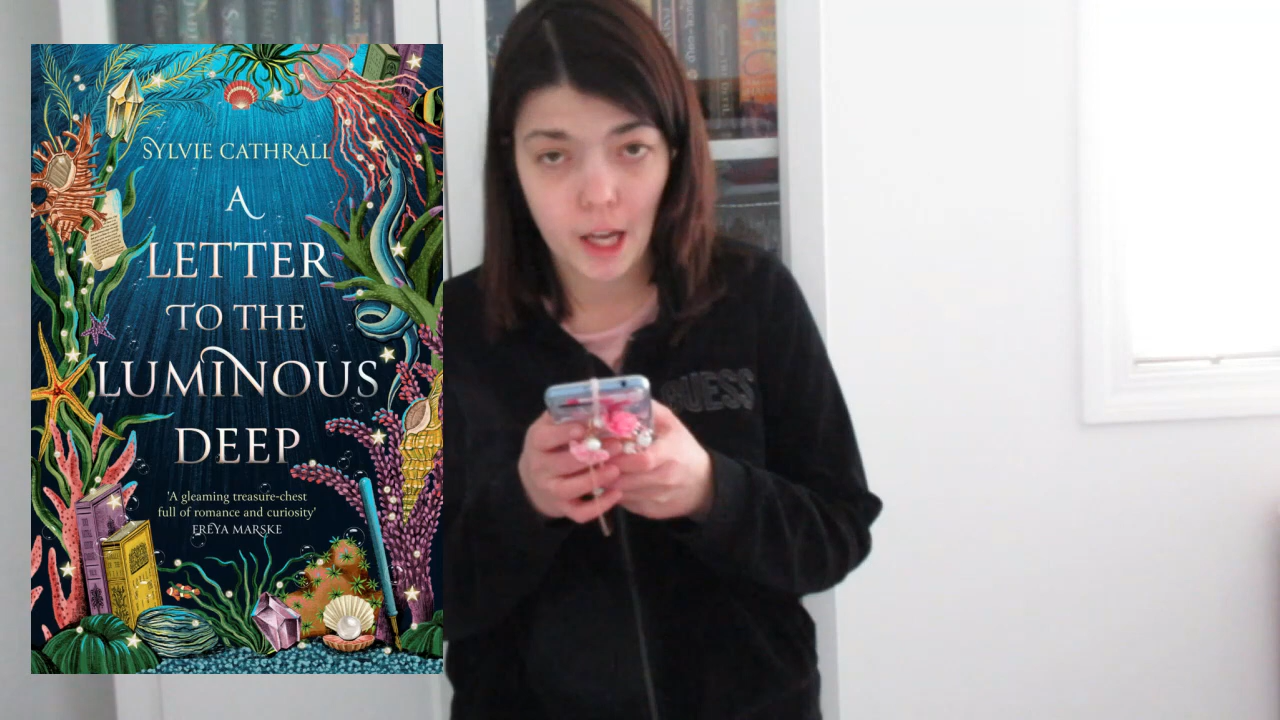 SYLVIE CATHRALL
A
LETTER
TO THE
LUMINOUS
DEEP
'A gleaming treasure-chest
full of romance and curiosity'
FREYA MARSKE
GUESS